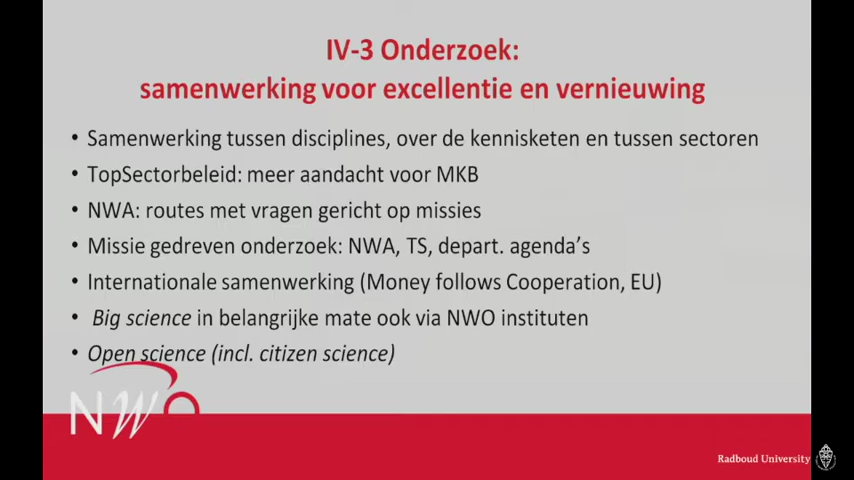 IV-3 Onderzoek:
samenwerking voor excellentie en vernieuwing
• Samenwerking tussen disciplines, over de kennisketen en tussen sectoren
• TopSectorbeleid: meer aandacht voor MKB
• NWA: routes met vragen gericht op missies
• Missie gedreven onderzoek: NWA, TS, depart. agenda's
• Internationale samenwerking (Money follows Cooperation, EU)
• Big science in belangrijke mate ook via NWO instituten
• Open science (incl. citizen science)
NWO
Radboud University